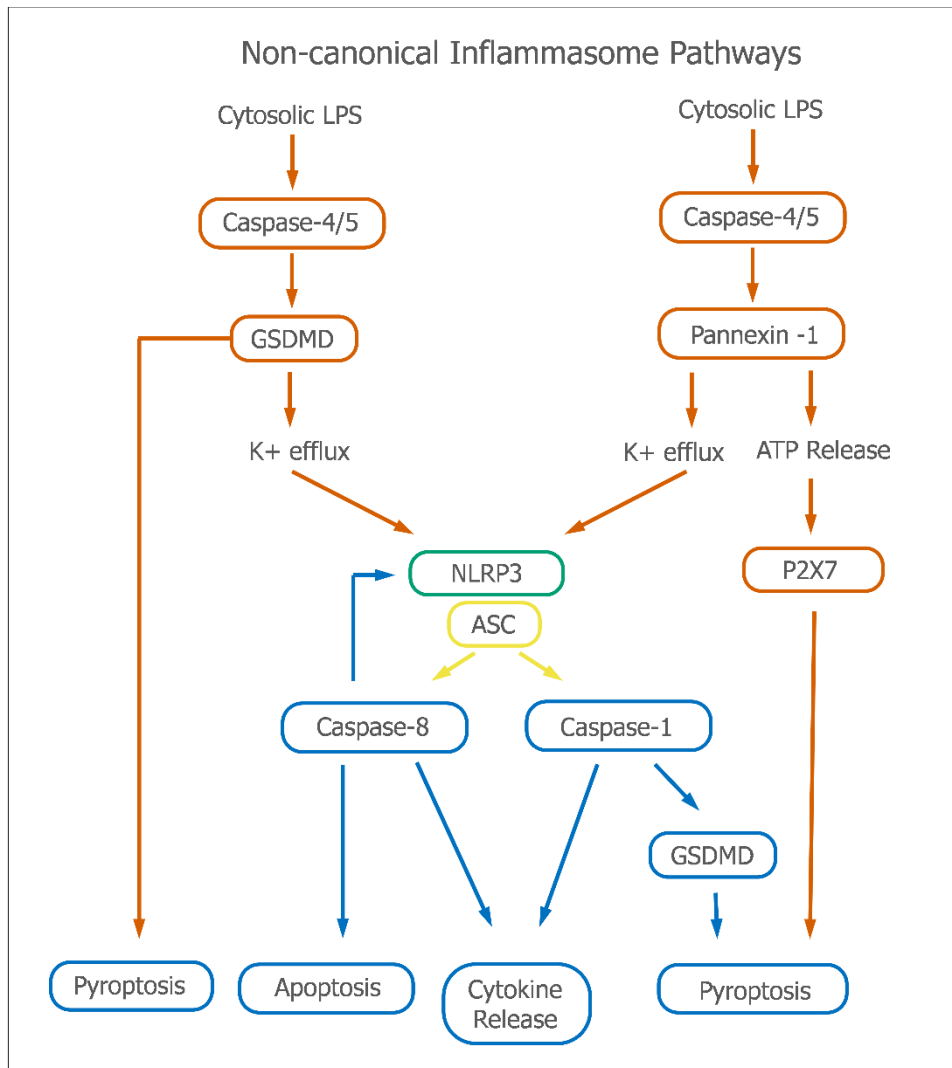 Non-canonical Inflammasome Pathways
Cytosolic LPS
Cytosolic LPS
Caspase-4/5
Caspase-4/5
GSDMD
Pannexin -1
K+ efflux
K+ efflux
ATP Release
NLRP3
P2X7
ASC
Caspase-8
Caspase-1
GSDMD
Pyroptosis
Apoptosis
Cytokine
Release
Pyroptosis